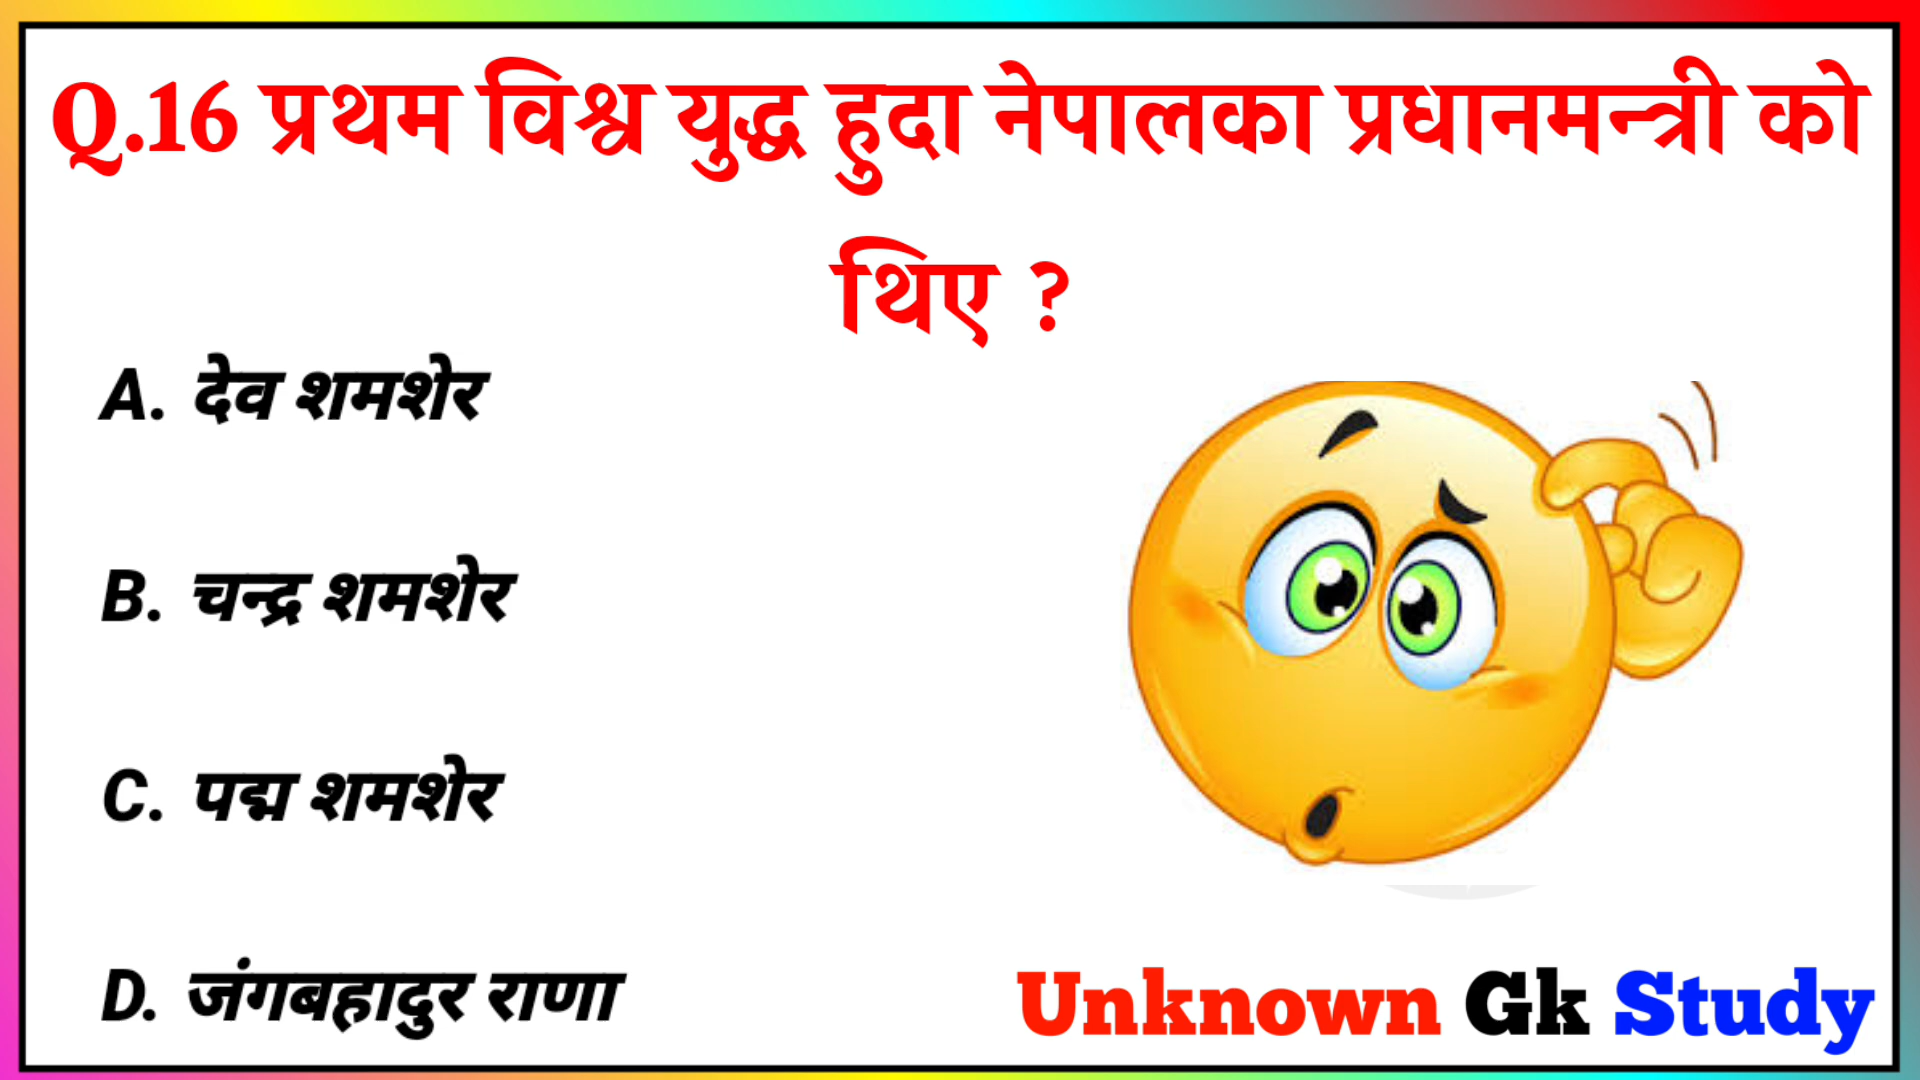 Q.16 प्रथम विश्व युद्ध हुदा नेपालका प्रधानमन्त्री को
थिए ?
A. देव शमशेर
B. चन्द्र शमशेर
C. पद्म शमशेर
D. जंगबहादुर राणा
Unknown Gk Study